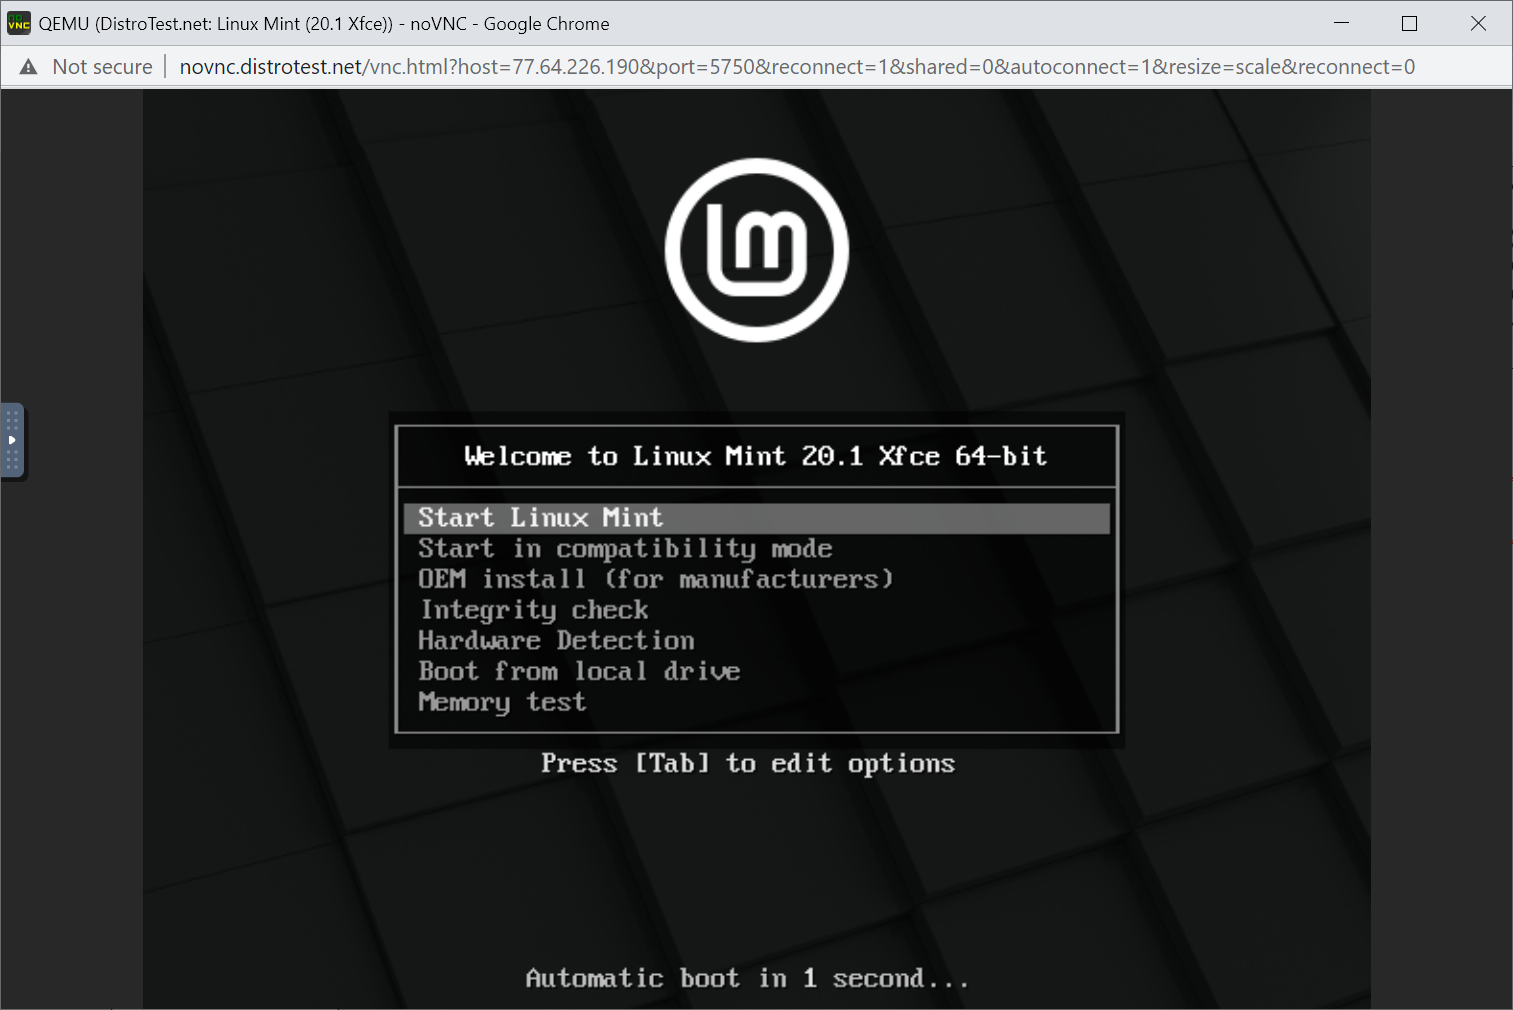 QEMU (DistroTest.net: Linux Mint (20.1 Xfce)) - noVNC - Google Chrome
Not secure | novnc.distrotest.net/vnc.html?host=77.64.226.190&port=5750&reconnect=1&shared=0&autoconnect=1&resize=scale&reconnect=0
lm
Welcome to Linux Mint 20.1 Xfce 64-bit
Start Linux Mint
Start in compatibility mode
OEM install (for manufacturers)
Integrity check
Hardware Detection
Boot from local drive
Memory test
Press [Tab] to edit options
Automatic boot in 1 second...